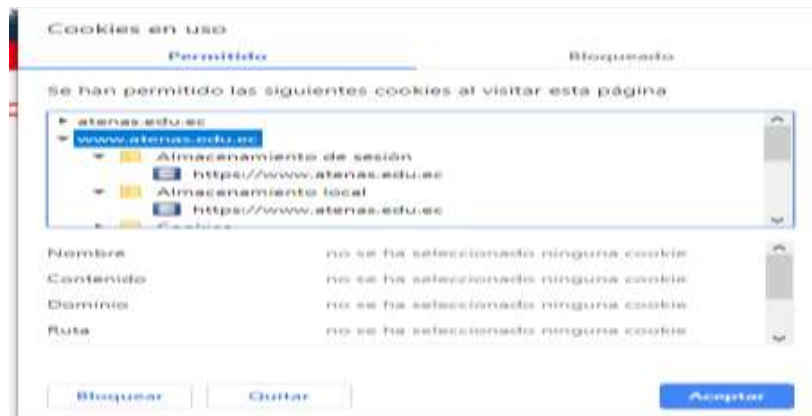 Cookies en uso
Permitido Bloqueado
Se han permitido las siguientes cookies al visitar esta página
atenas.edu.ec
www.atenas.edu.ec
Almacenamiento de sesión
https://www.atenas.edu.ec
Almacenamiento local
https://www.atenas.edu.ec
Cookies
Nombre no se ha seleccionado ninguna cookie
Contenido no se ha seleccionado ninguna cookie
Dominio no se ha seleccionado ninguna cookie
Ruta no se ha seleccionado ninguna cookie
Bloquear Quitar Aceptar